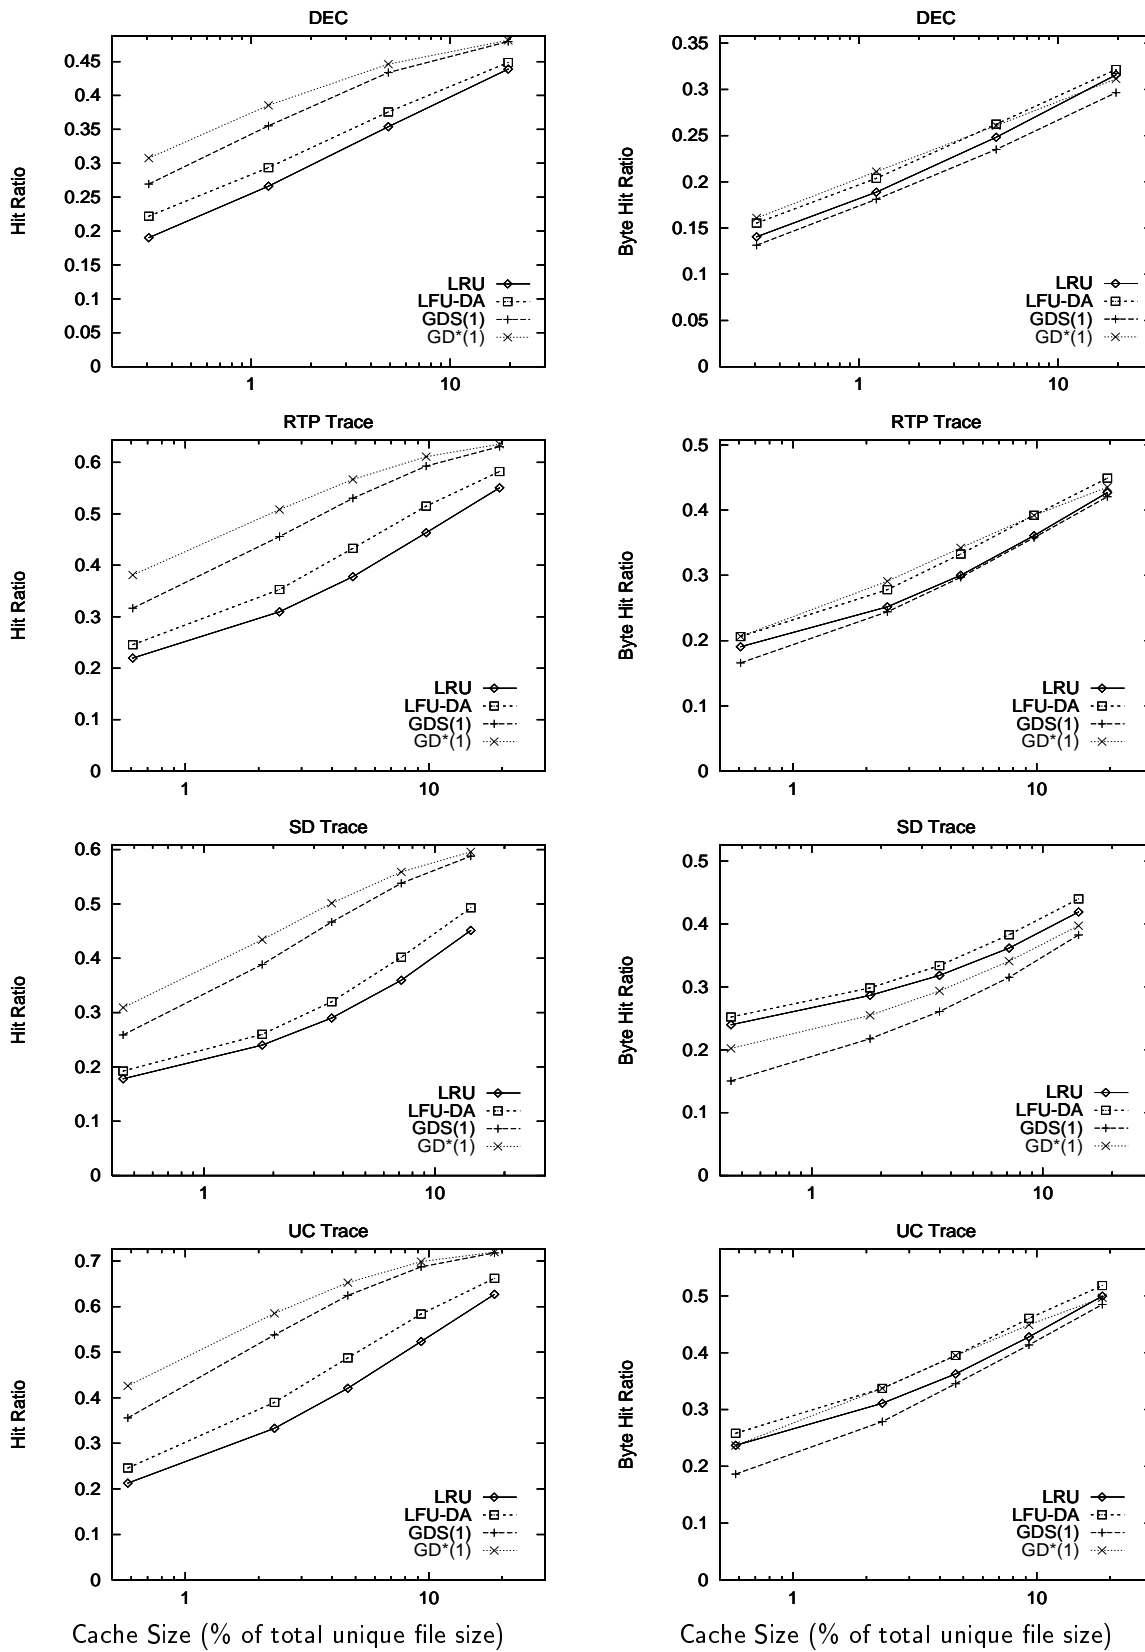 DEC
Hit Ratio
0.45
0.4
0.35
0.3
0.25
0.2
0.15
0.1
0.05
0
1
10
LRU
LFU-DA
GDS(1)
GD*(1)
DEC
Byte Hit Ratio
0.35
0.3
0.25
0.2
0.15
0.1
0.05
0
1
10
LRU
LFU-DA
GDS(1)
GD*(1)
RTP Trace
Hit Ratio
0.6
0.5
0.4
0.3
0.2
0.1
0
1
10
LRU
LFU-DA
GDS(1)
GD*(1)
RTP Trace
Byte Hit Ratio
0.5
0.4
0.3
0.2
0.1
0
1
10
LRU
LFU-DA
GDS(1)
GD*(1)
SD Trace
Hit Ratio
0.6
0.5
0.4
0.3
0.2
0.1
0
1
10
LRU
LFU-DA
GDS(1)
GD*(1)
SD Trace
Byte Hit Ratio
0.5
0.4
0.3
0.2
0.1
0
1
10
LRU
LFU-DA
GDS(1)
GD*(1)
UC Trace
Hit Ratio
0.7
0.6
0.5
0.4
0.3
0.2
0.1
0
1
10
LRU
LFU-DA
GDS(1)
GD*(1)
Cache Size (% of total unique file size)
UC Trace
Byte Hit Ratio
0.5
0.4
0.3
0.2
0.1
0
1
10
LRU
LFU-DA
GDS(1)
GD*(1)
Cache Size (% of total unique file size)